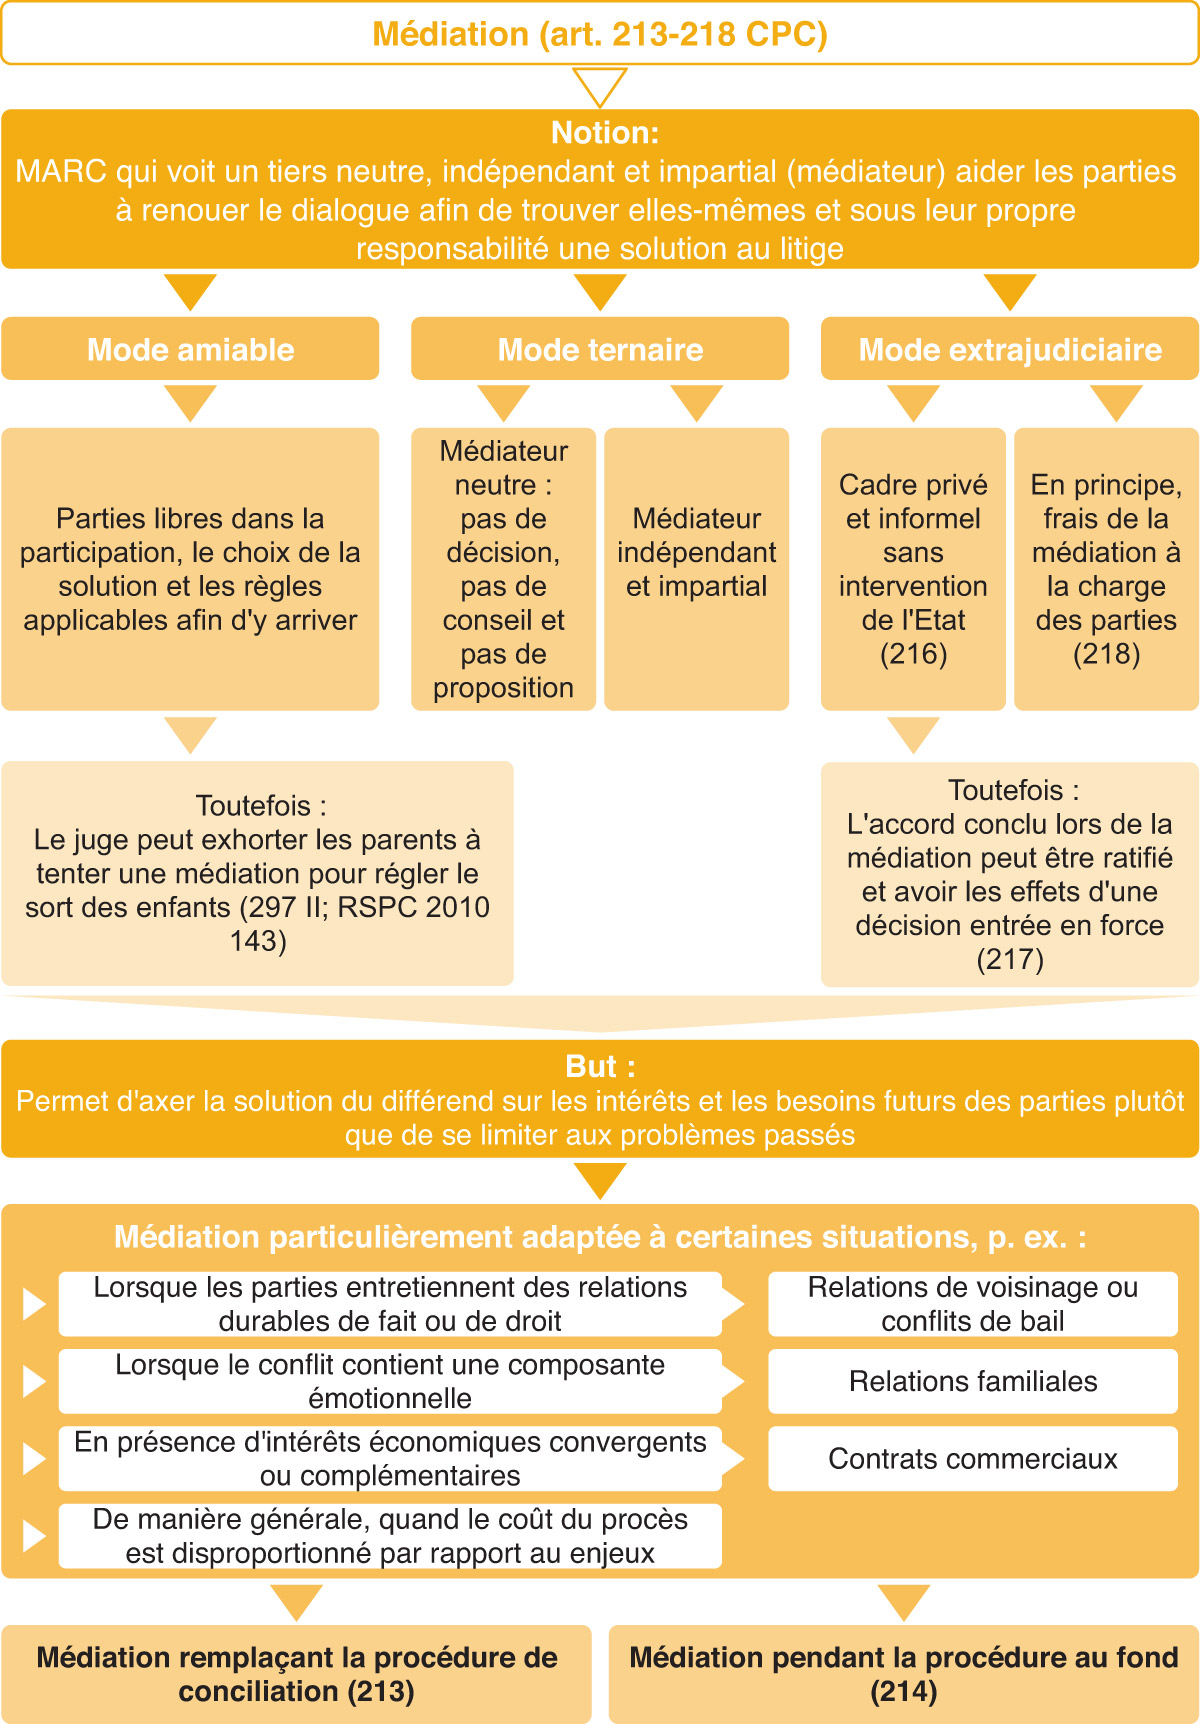 Médiation (art. 213-218 CPC)
Notion:
MARC qui voit un tiers neutre, indépendant et impartial (médiateur) aider les parties
à renouer le dialogue afin de trouver elles-mêmes et sous leur propre
responsabilité une solution au litige
Mode amiable
Mode ternaire
Mode extrajudiciaire
Parties libres dans la
participation, le choix de la
solution et les règles
applicables afin d'y arriver
Médiateur
neutre :
pas de
décision,
pas de
conseil et
pas de
proposition
Médiateur
indépendant
et impartial
Cadre privé
et informel
sans
intervention
de l'Etat
(216)
En principe,
frais de la
médiation à
la charge
des parties
(218)
Toutefois :
Le juge peut exhorter les parents à
tenter une médiation pour régler le
sort des enfants (297 II; RSPC 2010
143)
Toutefois :
L'accord conclu lors de la
médiation peut être ratifié
et avoir les effets d'une
décision entrée en force
(217)
But :
Permet d'axer la solution du différend sur les intérêts et les besoins futurs des parties plutôt
que de se limiter aux problèmes passés
Médiation particulièrement adaptée à certaines situations, p. ex. :
Lorsque les parties entretiennent des relations
durables de fait ou de droit
Relations de voisinage ou
conflits de bail
Lorsque le conflit contient une composante
émotionnelle
Relations familiales
En présence d'intérêts économiques convergents
ou complémentaires
Contrats commerciaux
De manière générale, quand le coût du procès
est disproportionné par rapport au enjeux
Médiation remplaçant la procédure de
conciliation (213)
Médiation pendant la procédure au fond
(214)